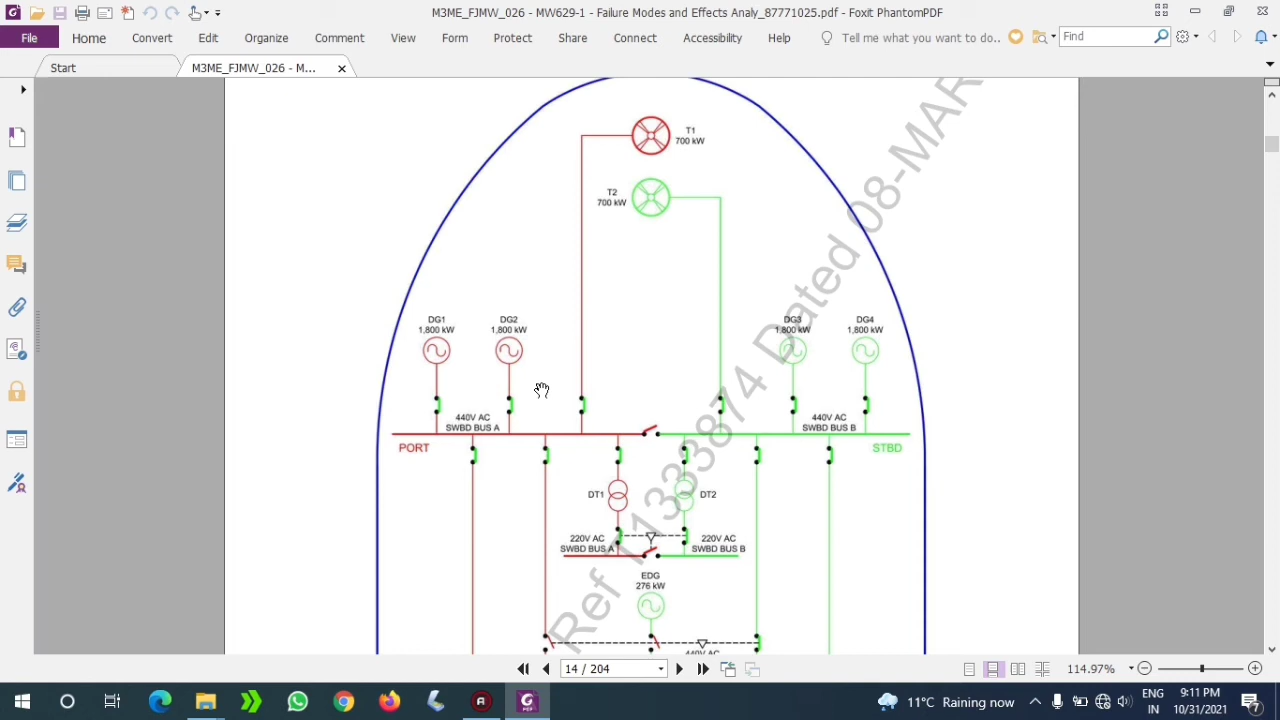 M3ME_FJMW_026 - MW629-1 - Failure Modes and Effects Analy_87771025.pdf - Foxit PhantomPDF
File Home Convert Edit Organize Comment View Form Protect Share Connect Accessibility Help Tell me what you want to do.. Find
Start M3ME_FJMW_026 - M...
T1
700 kW
T2
700 kW
DG1
1,800 kW
DG2
1,800 kW
DG3
1,800 kW
DG4
1,800 kW
440V AC
SWBD BUS A
440V AC
SWBD BUS B
PORT
STBD
DT1
DT2
220V AC
SWBD BUS A
220V AC
SWBD BUS B
EDG
276 kW
440V AC
Ref T1333874 Dated 08-MAR
14 / 204
114.97%
11°C Raining now
ENG
IN
9:11 PM
10/31/2021
7